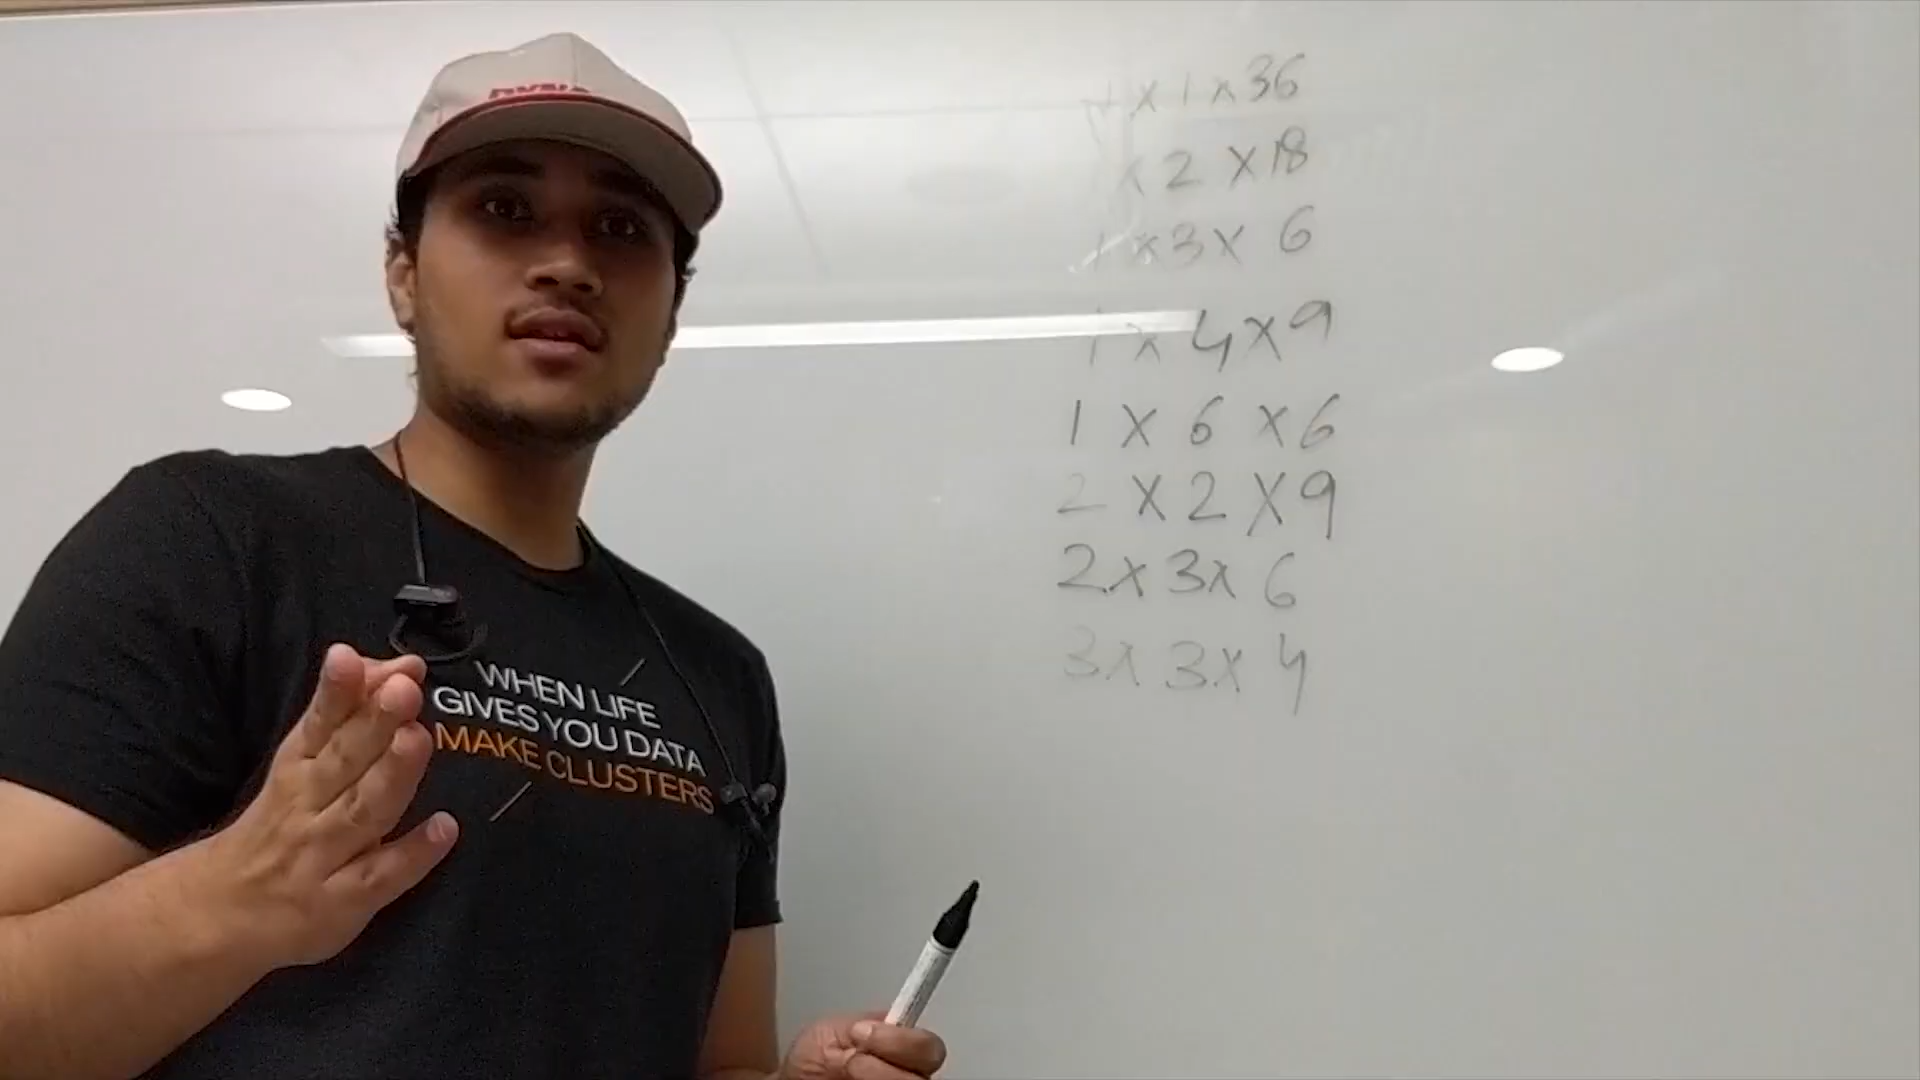 1 x 1 x 36
x 2 x 18
1 x 3 x 6
1 x 4 x 9
1 x 6 x 6
2 x 2 x 9
2 x 3 x 6
3 x 3 x 4
WHEN LIFE
GIVES YOU DATA
MAKE CLUSTERS